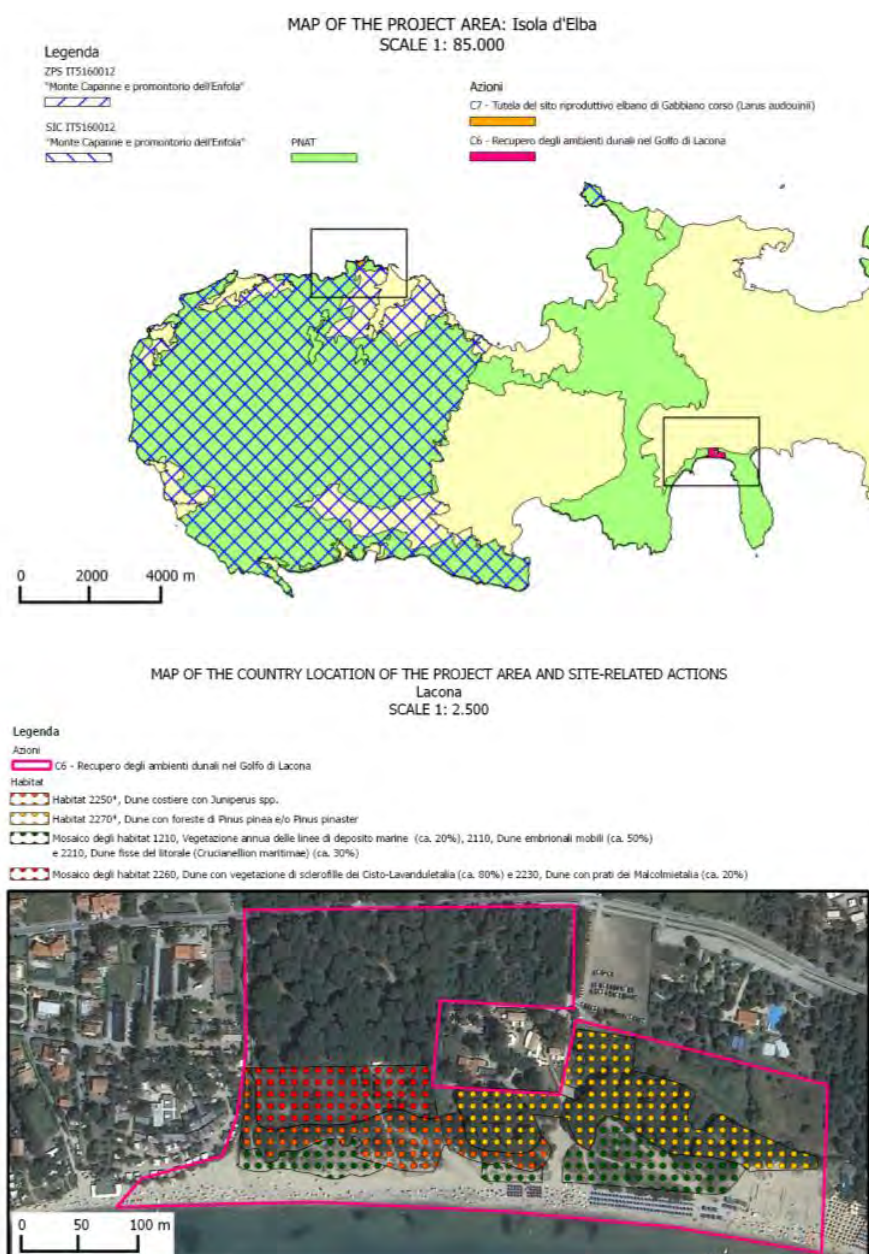 MAP OF THE PROJECT AREA: Isola d'Elba
SCALE 1: 85.000
Legenda
ZPS IT5160012
"Monte Capanne e promontorio dell'Enfola"
SIC IT5160012
"Monte Capanne e promontorio dell'Enfola"
PNAT
Azioni
C7 - Tutela del sito riproduttivo elbano di Gabbiano corso (Larus audouinii)
C6 - Recupero degli ambienti dunali nel Golfo di Lacona
0 2000 4000 m
MAP OF THE COUNTRY LOCATION OF THE PROJECT AREA AND SITE-RELATED ACTIONS
Lacona
SCALE 1: 2.500
Legenda
Azioni
C6 - Recupero degli ambienti dunali nel Golfo di Lacona
Habitat
Habitat 2250*, Dune costiere con Juniperus spp.
Habitat 2270*, Dune con foreste di Pinus pinea e/o Pinus pinaster
Mosaico degli habitat 1210, Vegetazione annua delle linee di deposito marine (ca. 20%), 2110, Dune embrionali mobili (ca. 50%)
e 2210, Dune fisse del litorale (Crucianellion maritimae) (ca. 30%)
Mosaico degli habitat 2260, Dune con vegetazione di sclerofille dei Cisto-Lavanduletalia (ca. 80%) e 2230, Dune con prati dei Malcolmietalia (ca. 20%)
0 50 100 m